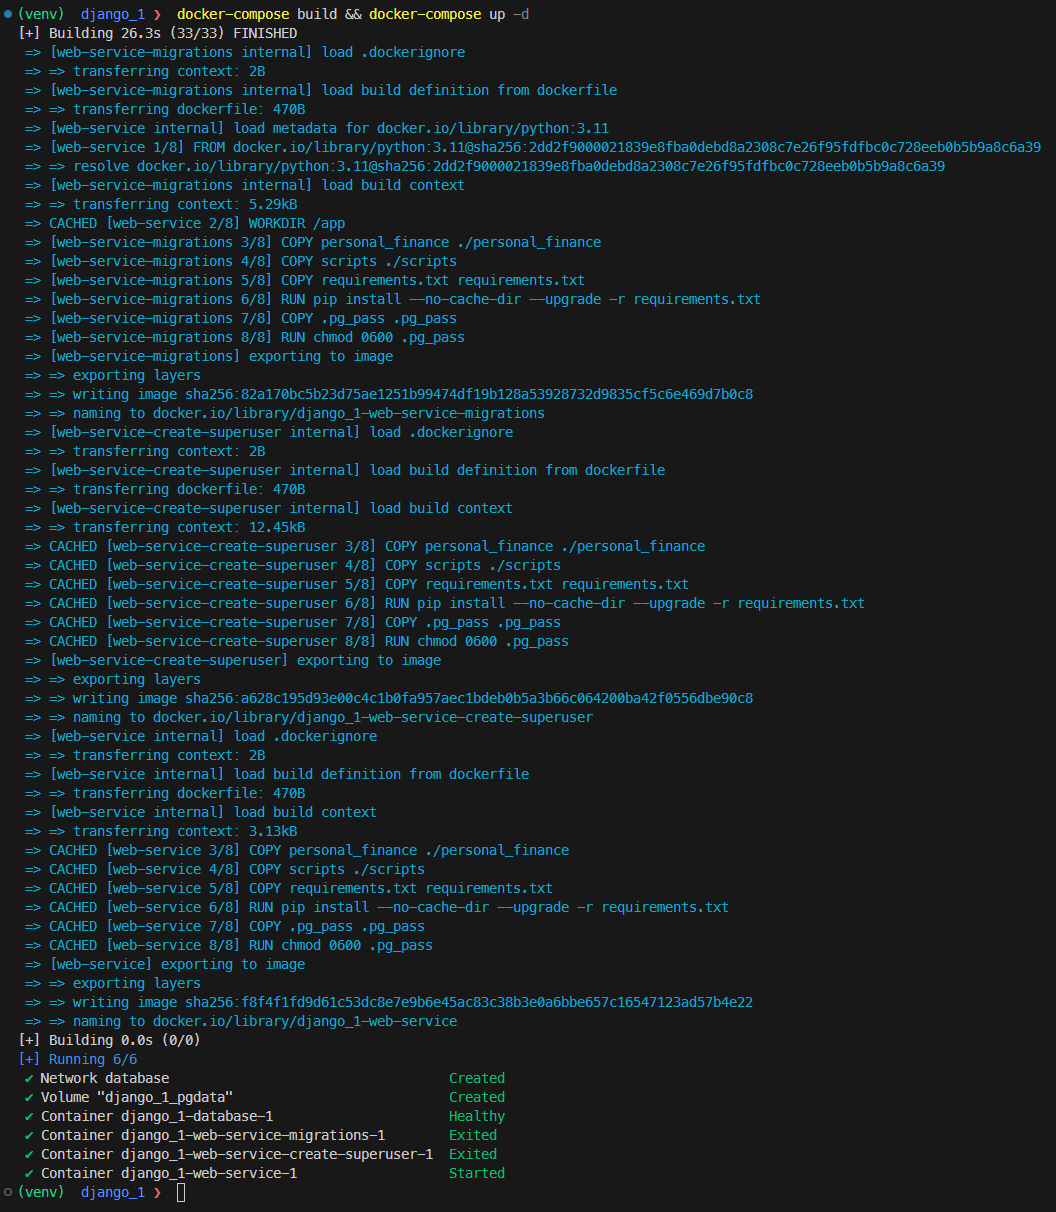 (venv) django_1 ❯ docker-compose build && docker-compose up -d
[+] Building 26.3s (33/33) FINISHED
=> [web-service-migrations internal] load .dockerignore
=> => transferring context: 2B
=> [web-service-migrations internal] load build definition from dockerfile
=> => transferring dockerfile: 470B
=> [web-service internal] load metadata for docker.io/library/python:3.11
=> [web-service 1/8] FROM docker.io/library/python:3.11@sha256:2dd2f9000021839e8fba0debd8a2308c7e26f95fdfbc0c728eeb0b5b9a8c6a39
=> => resolve docker.io/library/python:3.11@sha256:2dd2f9000021839e8fba0debd8a2308c7e26f95fdfbc0c728eeb0b5b9a8c6a39
=> [web-service-migrations internal] load build context
=> => transferring context: 5.29kB
=> CACHED [web-service 2/8] WORKDIR /app
=> [web-service-migrations 3/8] COPY personal_finance ./personal_finance
=> [web-service-migrations 4/8] COPY scripts ./scripts
=> [web-service-migrations 5/8] COPY requirements.txt requirements.txt
=> [web-service-migrations 6/8] RUN pip install --no-cache-dir --upgrade -r requirements.txt
=> [web-service-migrations 7/8] COPY .pg_pass .pg_pass
=> [web-service-migrations 8/8] RUN chmod 0600 .pg_pass
=> [web-service-migrations] exporting to image
=> => exporting layers
=> => writing image sha256:82a170bc5b23d75ae1251b99474df19b128a53928732d9835cf5c6e469d7b0c8
=> => naming to docker.io/library/django_1-web-service-migrations
=> [web-service-create-superuser internal] load .dockerignore
=> => transferring context: 2B
=> [web-service-create-superuser internal] load build definition from dockerfile
=> => transferring dockerfile: 470B
=> [web-service-create-superuser internal] load build context
=> => transferring context: 12.45kB
=> CACHED [web-service-create-superuser 3/8] COPY personal_finance ./personal_finance
=> CACHED [web-service-create-superuser 4/8] COPY scripts ./scripts
=> CACHED [web-service-create-superuser 5/8] COPY requirements.txt requirements.txt
=> CACHED [web-service-create-superuser 6/8] RUN pip install --no-cache-dir --upgrade -r requirements.txt
=> CACHED [web-service-create-superuser 7/8] COPY .pg_pass .pg_pass
=> CACHED [web-service-create-superuser 8/8] RUN chmod 0600 .pg_pass
=> [web-service-create-superuser] exporting to image
=> => exporting layers
=> => writing image sha256:a628c195d93e00c4c1b0fa957aec1bdeb0b5a3b66c064200ba42f0556dbe90c8
=> => naming to docker.io/library/django_1-web-service-create-superuser
=> [web-service internal] load .dockerignore
=> => transferring context: 2B
=> [web-service internal] load build definition from dockerfile
=> => transferring dockerfile: 470B
=> [web-service internal] load build context
=> => transferring context: 3.13kB
=> CACHED [web-service 3/8] COPY personal_finance ./personal_finance
=> CACHED [web-service 4/8] COPY scripts ./scripts
=> CACHED [web-service 5/8] COPY requirements.txt requirements.txt
=> CACHED [web-service 6/8] RUN pip install --no-cache-dir --upgrade -r requirements.txt
=> CACHED [web-service 7/8] COPY .pg_pass .pg_pass
=> CACHED [web-service 8/8] RUN chmod 0600 .pg_pass
=> [web-service] exporting to image
=> => exporting layers
=> => writing image sha256:f8f4f1fd9d61c53dc8e7e9b6e45ac83c38b3e0a6bbe657c16547123ad57b4e22
=> => naming to docker.io/library/django_1-web-service
[+] Building 0.0s (0/0)
[+] Running 6/6
✔ Network database Created
✔ Volume "django_1_pgdata" Created
✔ Container django_1-database-1 Healthy
✔ Container django_1-web-service-migrations-1 Exited
✔ Container django_1-web-service-create-superuser-1 Exited
✔ Container django_1-web-service-1 Started
(venv) django_1 ❯